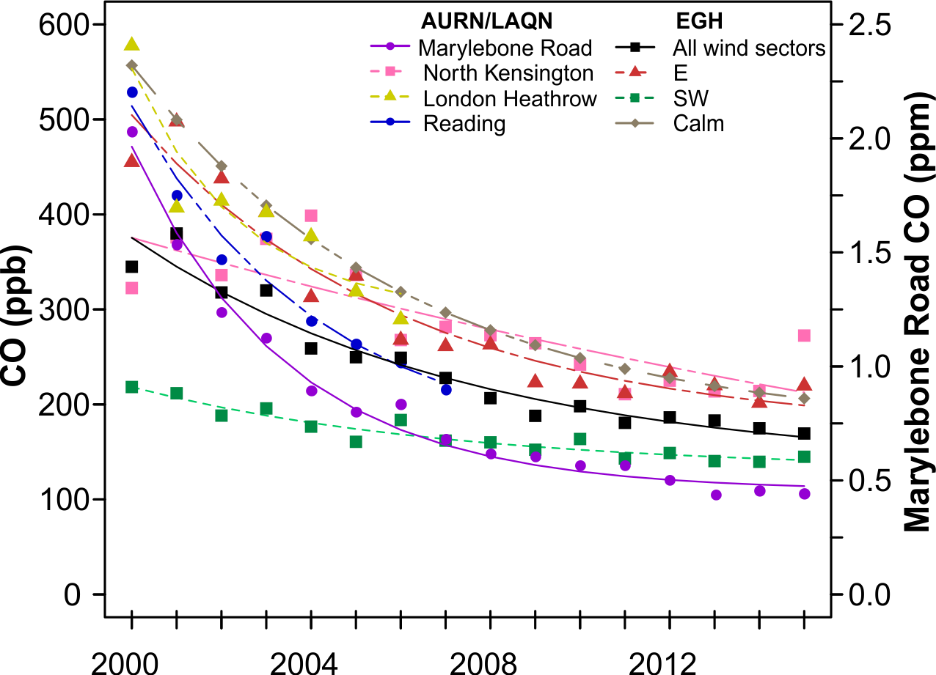 600
500
400
300
200
100
0
CO (ppb)
2.5
2.0
1.5
1.0
0.5
0.0
Marylebone Road CO (ppm)
AURN/LAQN
Marylebone Road
North Kensington
London Heathrow
Reading
EGH
All wind sectors
E
SW
Calm
2000
2004
2008
2012